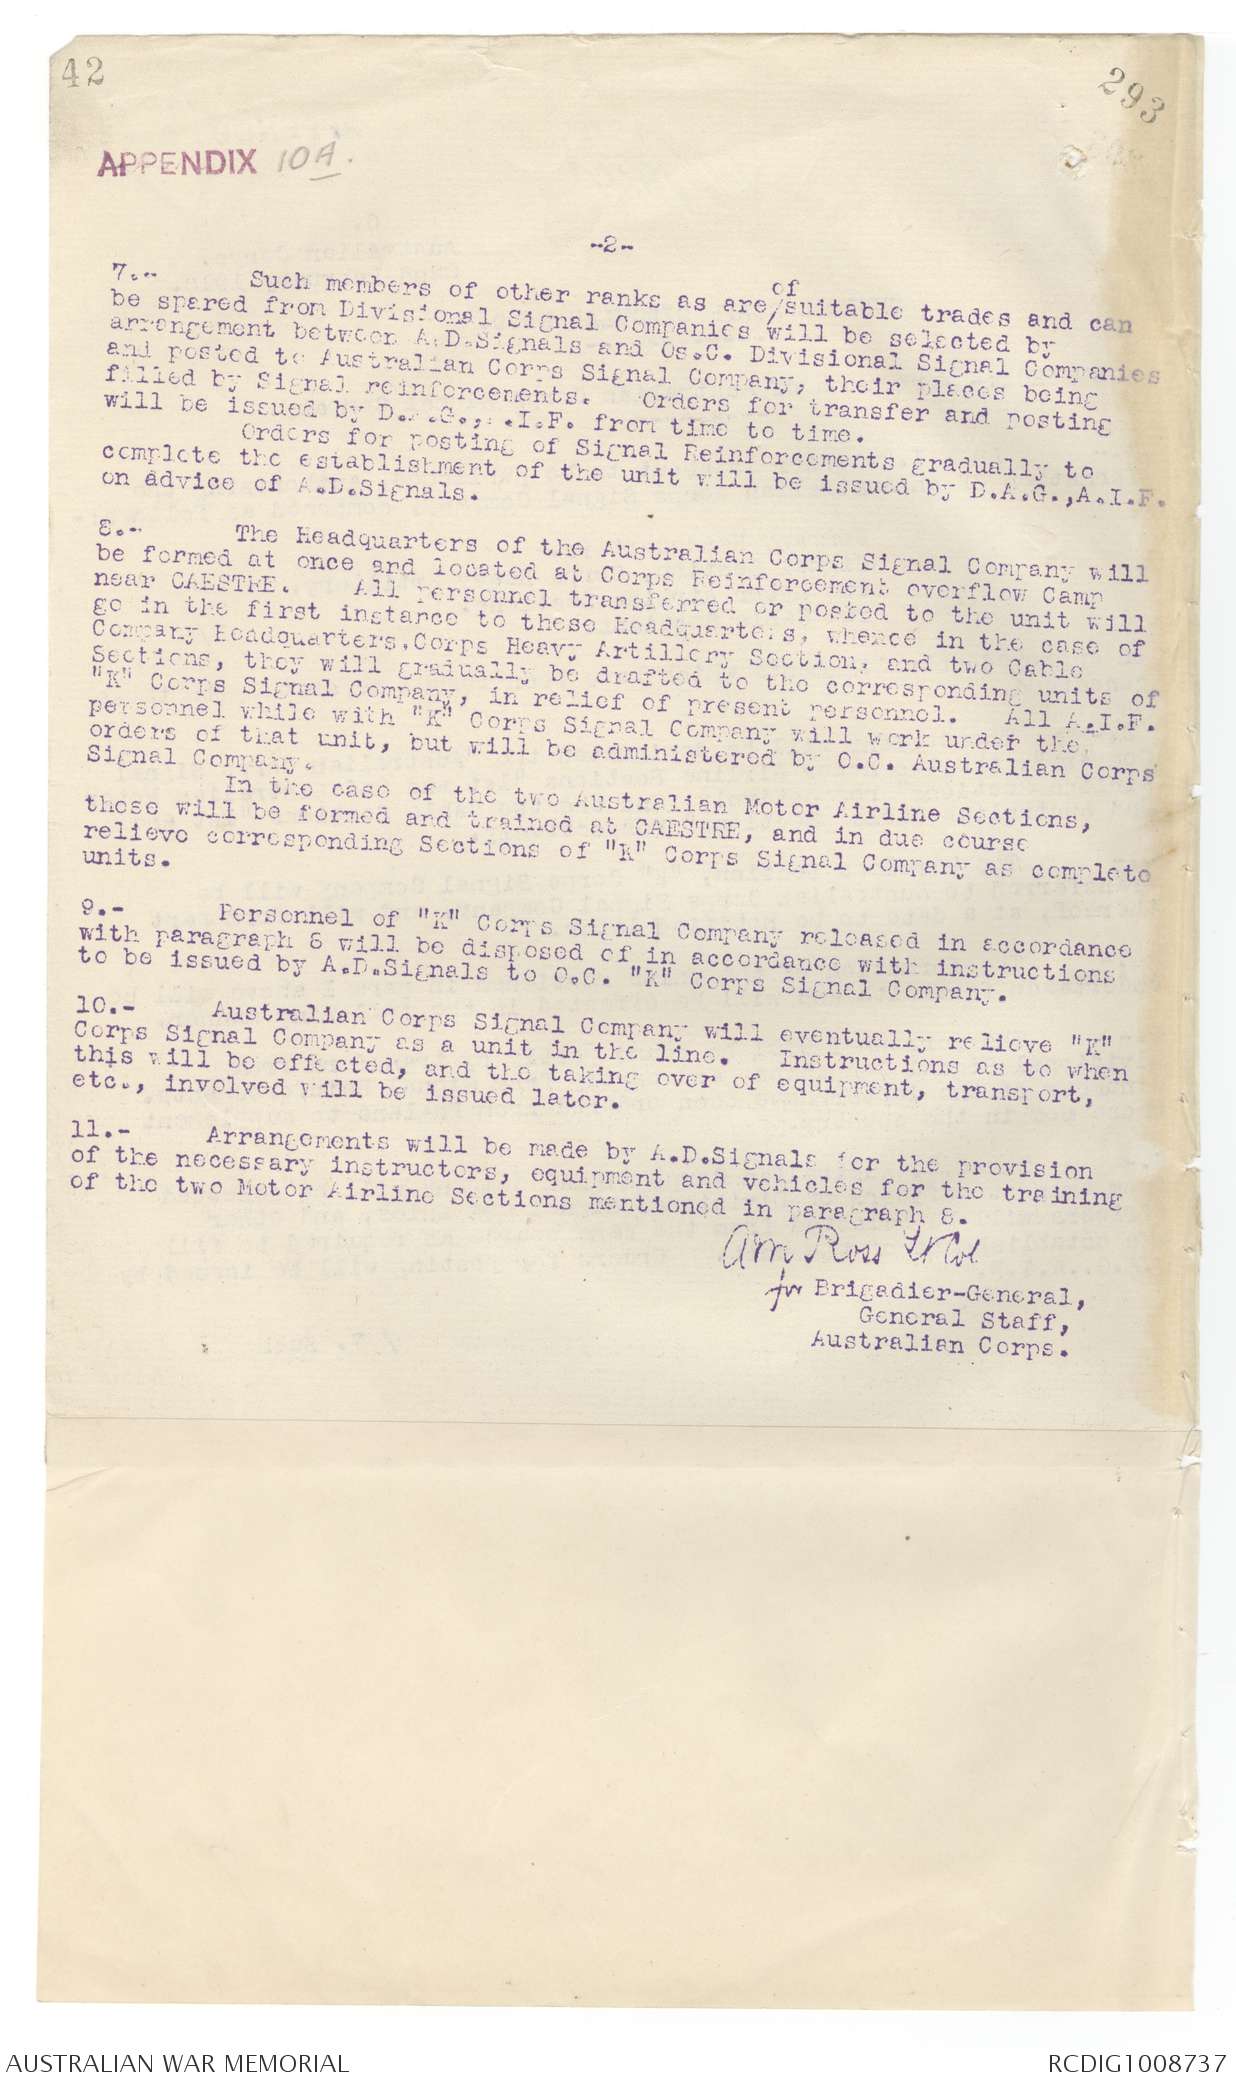 42
293
APPENDIX 10A.
-2-
7.- Such members of other ranks as are/of suitable trades and can
be spared from Divisional Signal Companies will be selected by
arrangement between A.D.Signals and Os.C. Divisional Signal Companies
and posted to Australian Corps Signal Company, their places being
filled by Signal reinforcements. Orders for transfer and posting
will be issued by D.A.G.,A.I.F. from time to time.
Orders for posting of Signal Reinforcements gradually to
complete the establishment of the unit will be issued by D.A.G.,A.I.F.
on advice of A.D.Signals.
8.- The Headquarters of the Australian Corps Signal Company will
be formed at once and located at Corps Reinforcement overflow Camp
near CAESTRE. All personnel transferred or posted to the unit will
go in the first instance to these Headquarters, whence in the case of
Company Headquarters,Corps Heavy Artillery Section, and two Cable
Sections, they will gradually be drafted to the corresponding units of
"K" Corps Signal Company, in relief of present personnel. All A.I.F.
personnel while with "K" Corps Signal Company will work under the
orders of that unit, but will be administered by O.C. Australian Corps
Signal Company.
In the case of the two Australian Motor Airline Sections,
these will be formed and trained at CAESTRE, and in due course
relieve corresponding Sections of "K" Corps Signal Company as complete
units.
9.- Personnel of "K" Corps Signal Company released in accordance
with paragraph 8 will be disposed of in accordance with instructions
to be issued by A.D.Signals to O.C. "K" Corps Signal Company.
10.- Australian Corps Signal Company will eventually relieve "K"
Corps Signal Company as a unit in the line. Instructions as to when
this will be effected, and the taking over of equipment, transport,
etc., involved will be issued later.
11.- Arrangements will be made by A.D.Signals for the provision
of the necessary instructors, equipment and vehicles for the training
of the two Motor Airline Sections mentioned in paragraph 8.
AM Ross Lt Col
for Brigadier-General,
General Staff,
Australian Corps.
AUSTRALIAN WAR MEMORIAL
RCDIG1008737